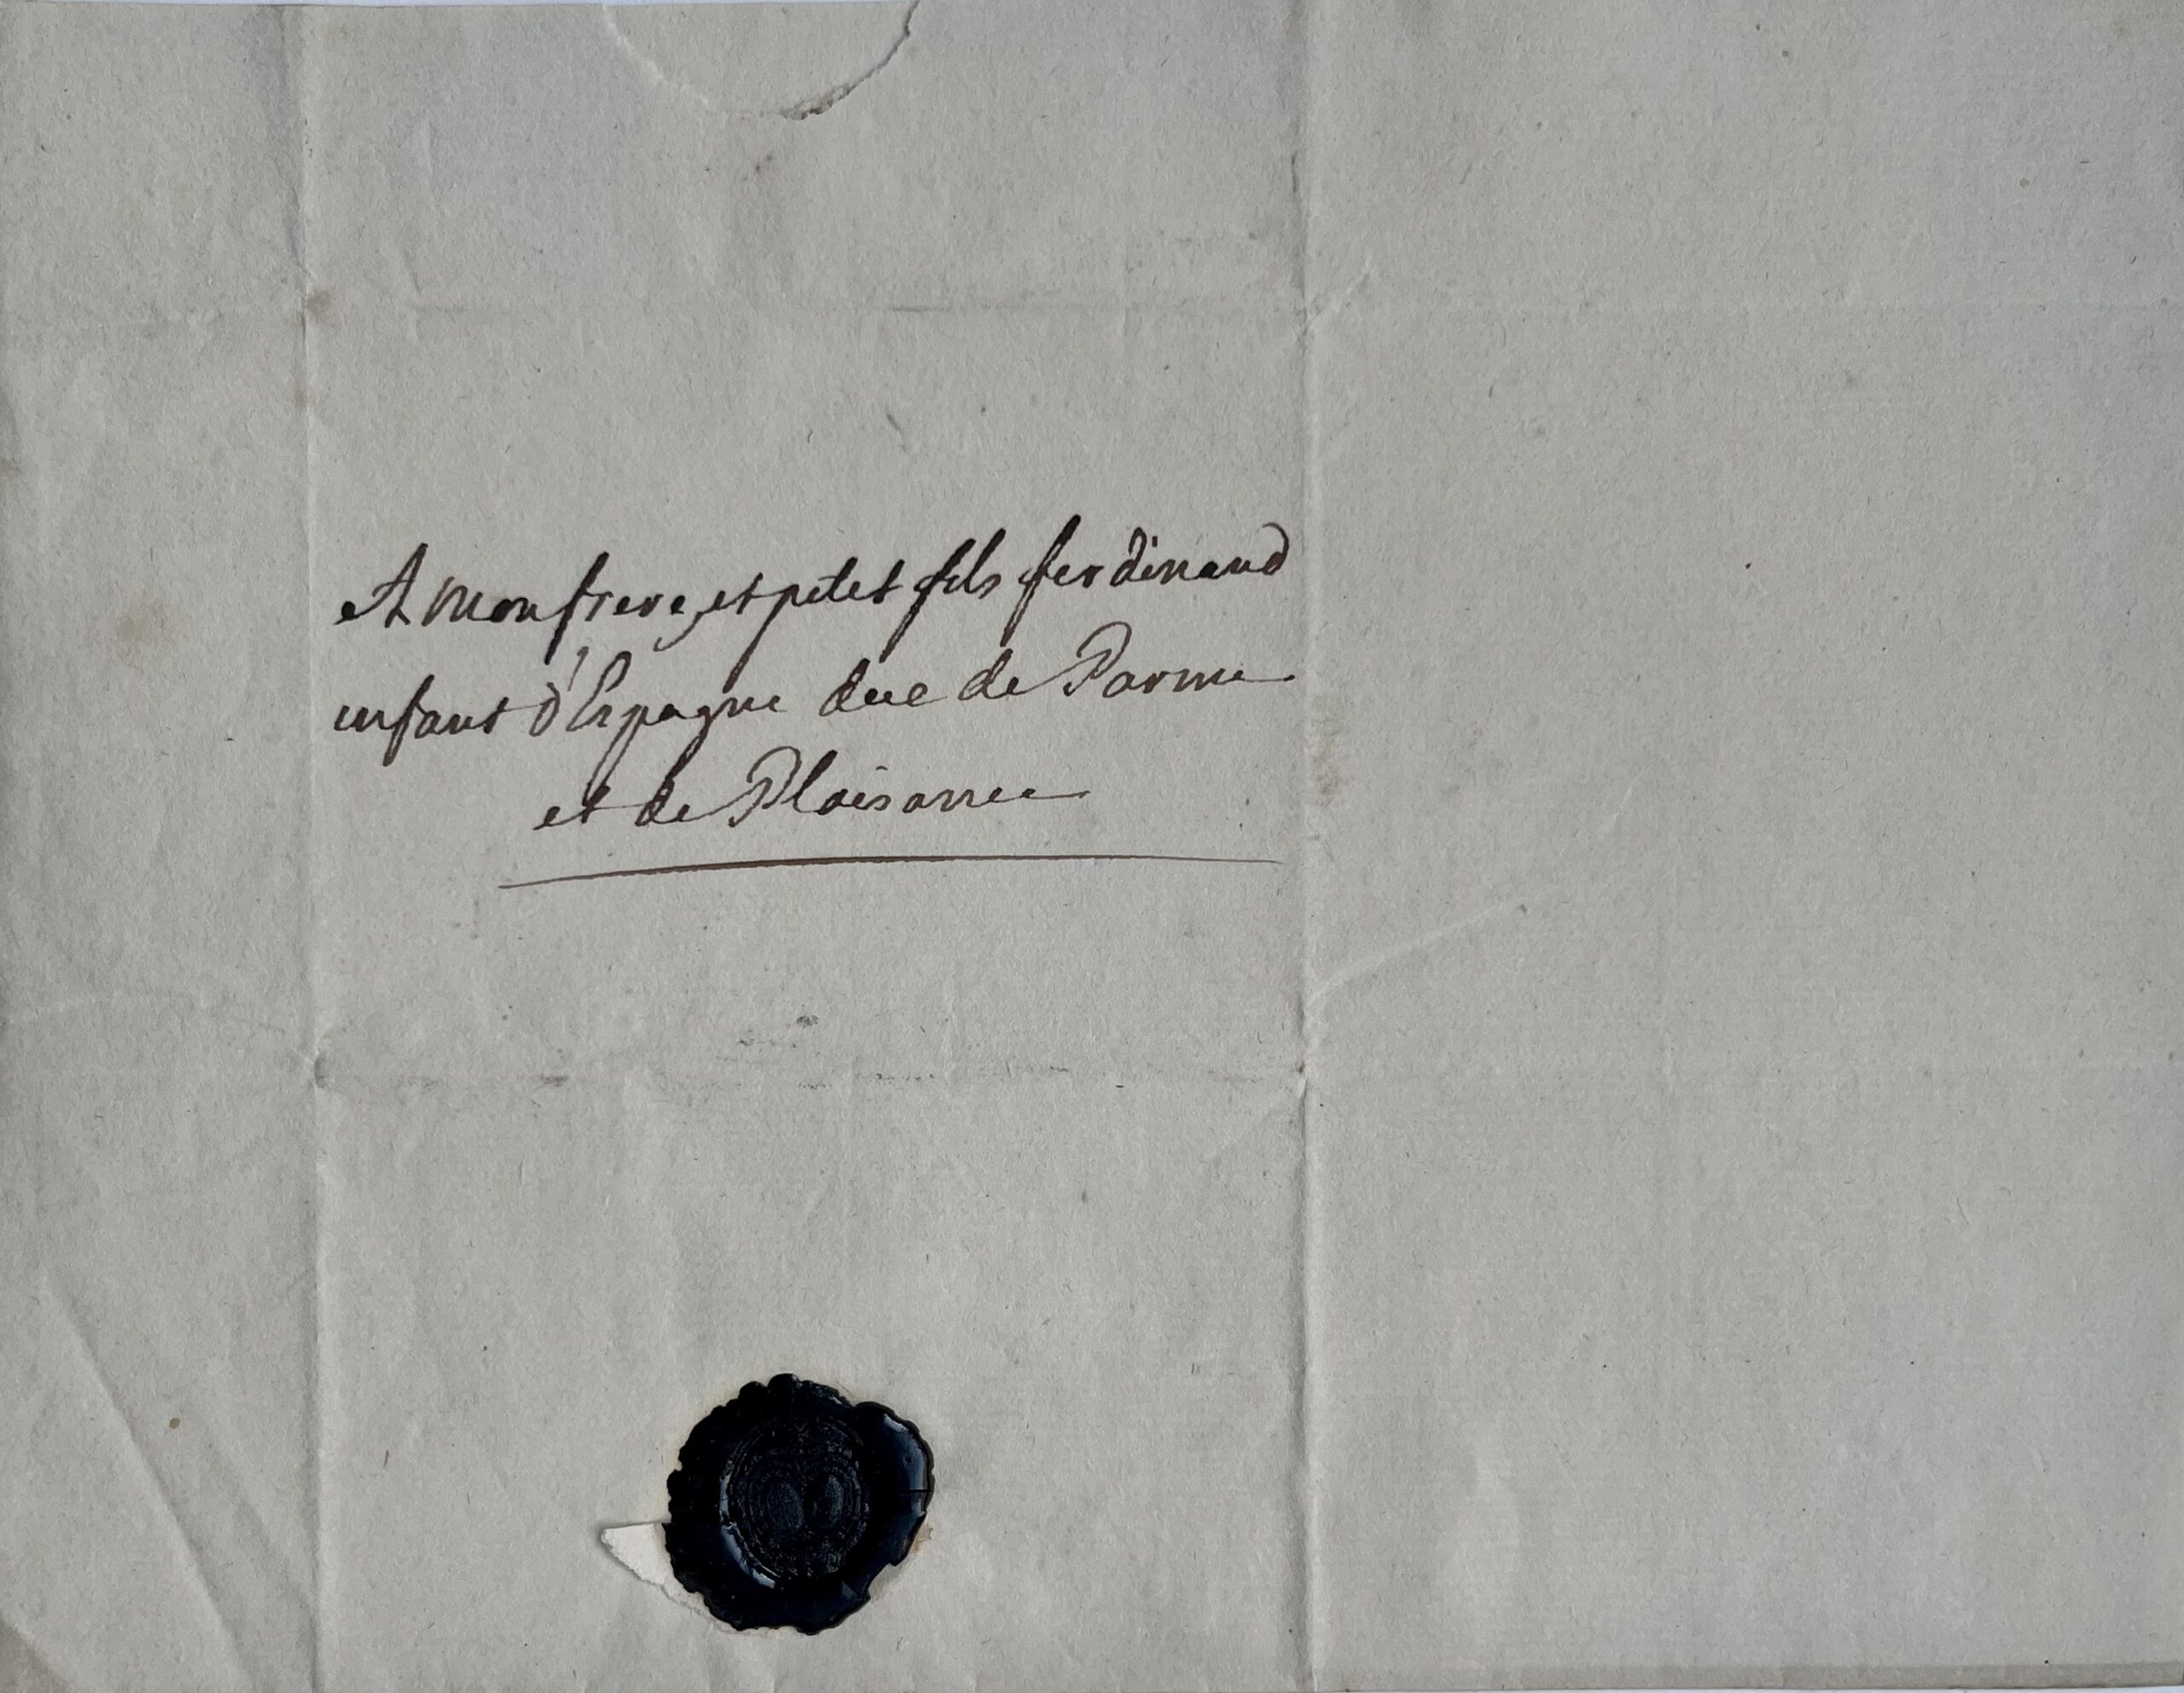 A mon frere, et petit fils ferdinand
infant d'Espagne duc de Parme
et de Plaisance